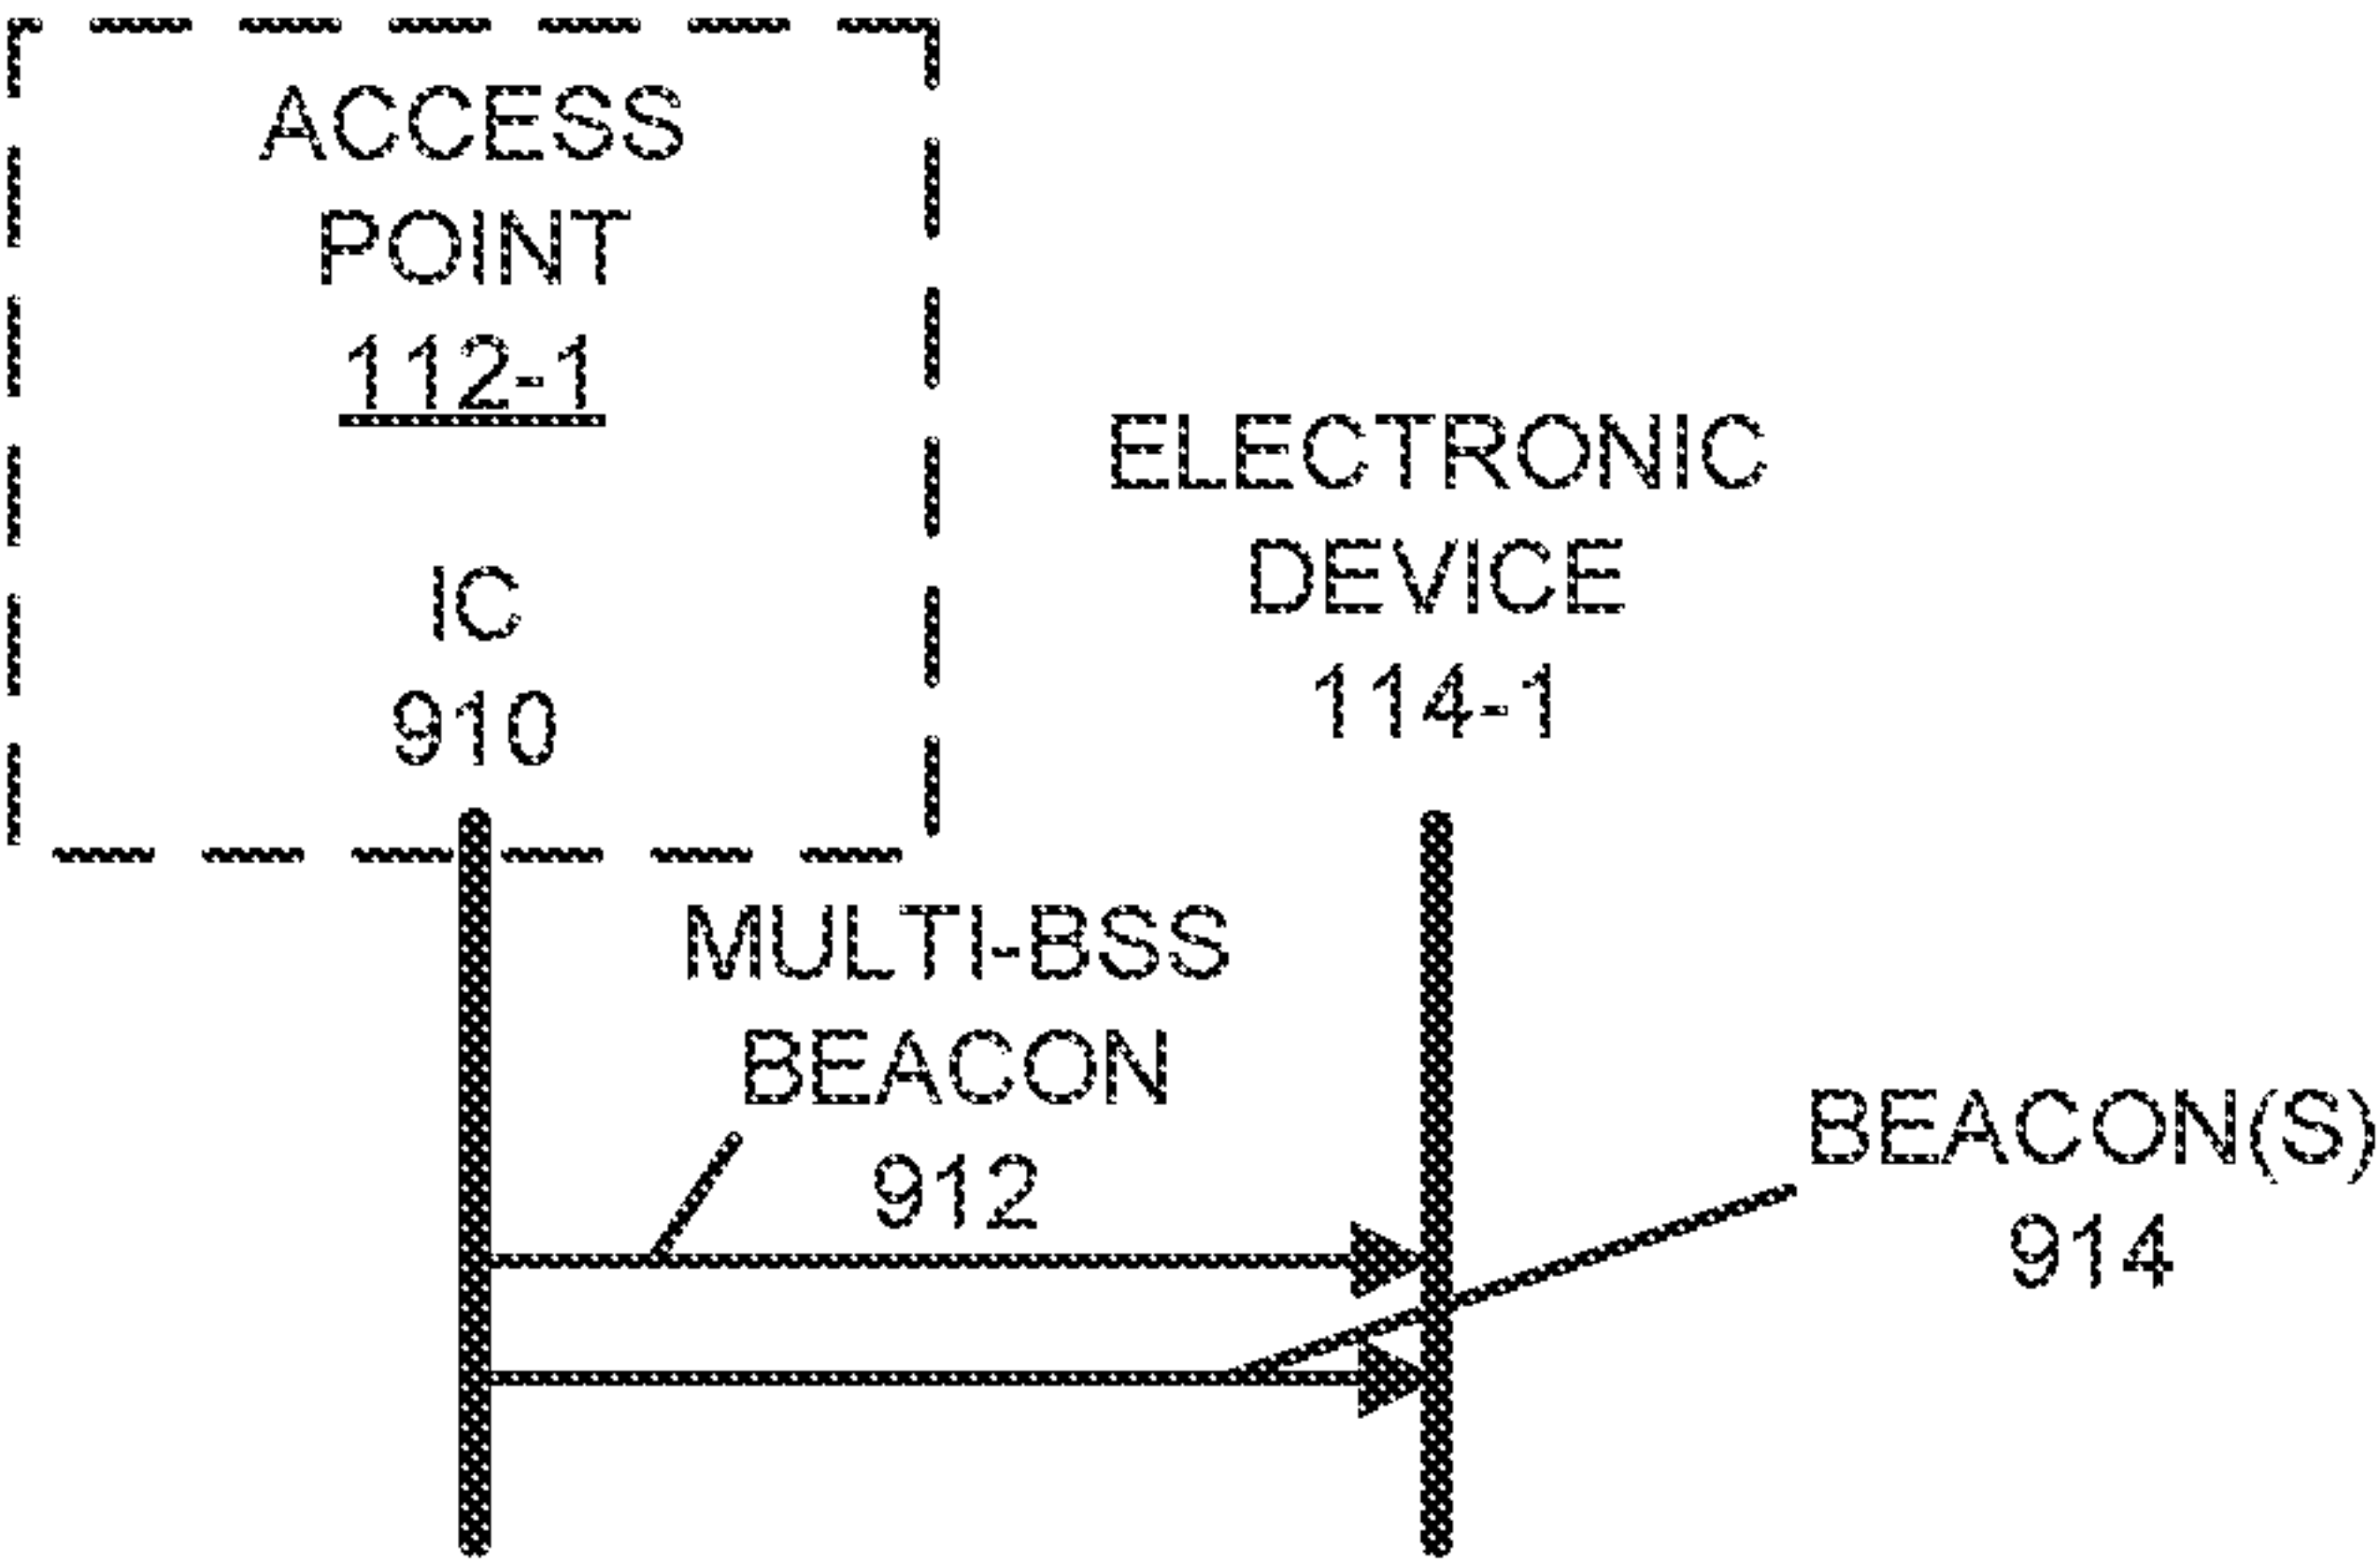 ACCESS
POINT
112-1
IC
910
ELECTRONIC
DEVICE
114-1
MULTI-BSS
BEACON
912
BEACON(S)
914